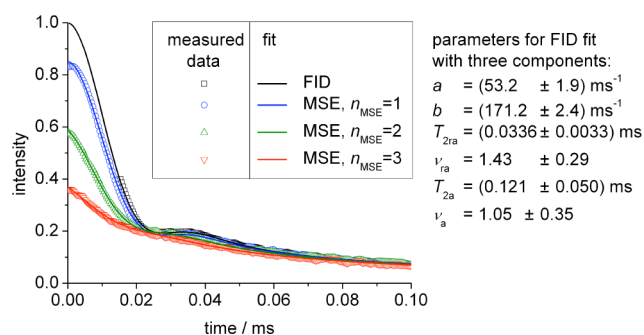 1.0
0.8
0.6
0.4
0.2
0.0
intensity
0.00 0.02 0.04 0.06 0.08 0.10
time / ms
measured data fit
FID
MSE, nMSE=1
MSE, nMSE=2
MSE, nMSE=3
parameters for FID fit
with three components:
a = (53.2 ± 1.9) ms-1
b = (171.2 ± 2.4) ms-1
T2ra = (0.0336 ± 0.0033) ms
νra = 1.43 ± 0.29
T2a = (0.121 ± 0.050) ms
νa = 1.05 ± 0.35